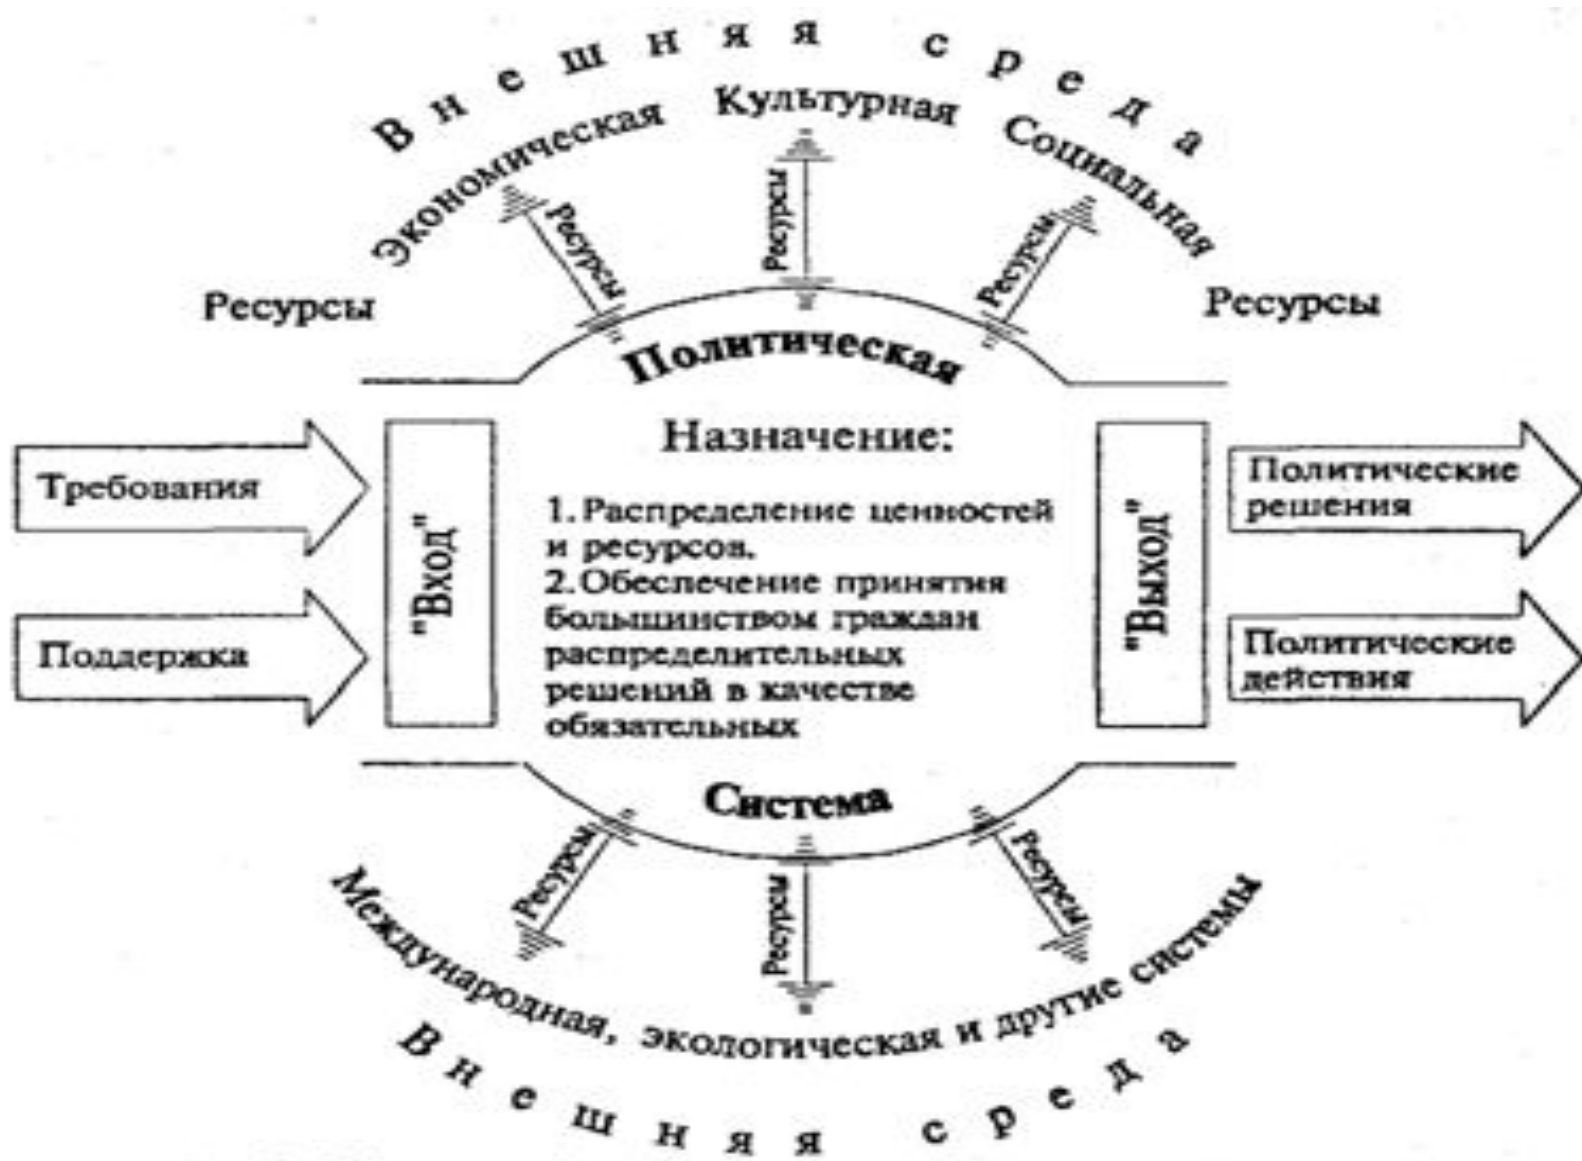 Внешняя среда
Экономическая Культурная Социальная
Ресурсы
Ресурсы
Ресурсы
Ресурсы
Ресурсы
Политическая
"Вход"
Требования
Поддержка
Назначение:
1. Распределение ценностей
и ресурсов.
2. Обеспечение принятия
большинством граждан
распределительных
решений в качестве
обязательных
"Выход"
Политические
решения
Политические
действия
Система
Ресурсы
Ресурсы
Ресурсы
Международная, экологическая и другие системы
Внешняя среда